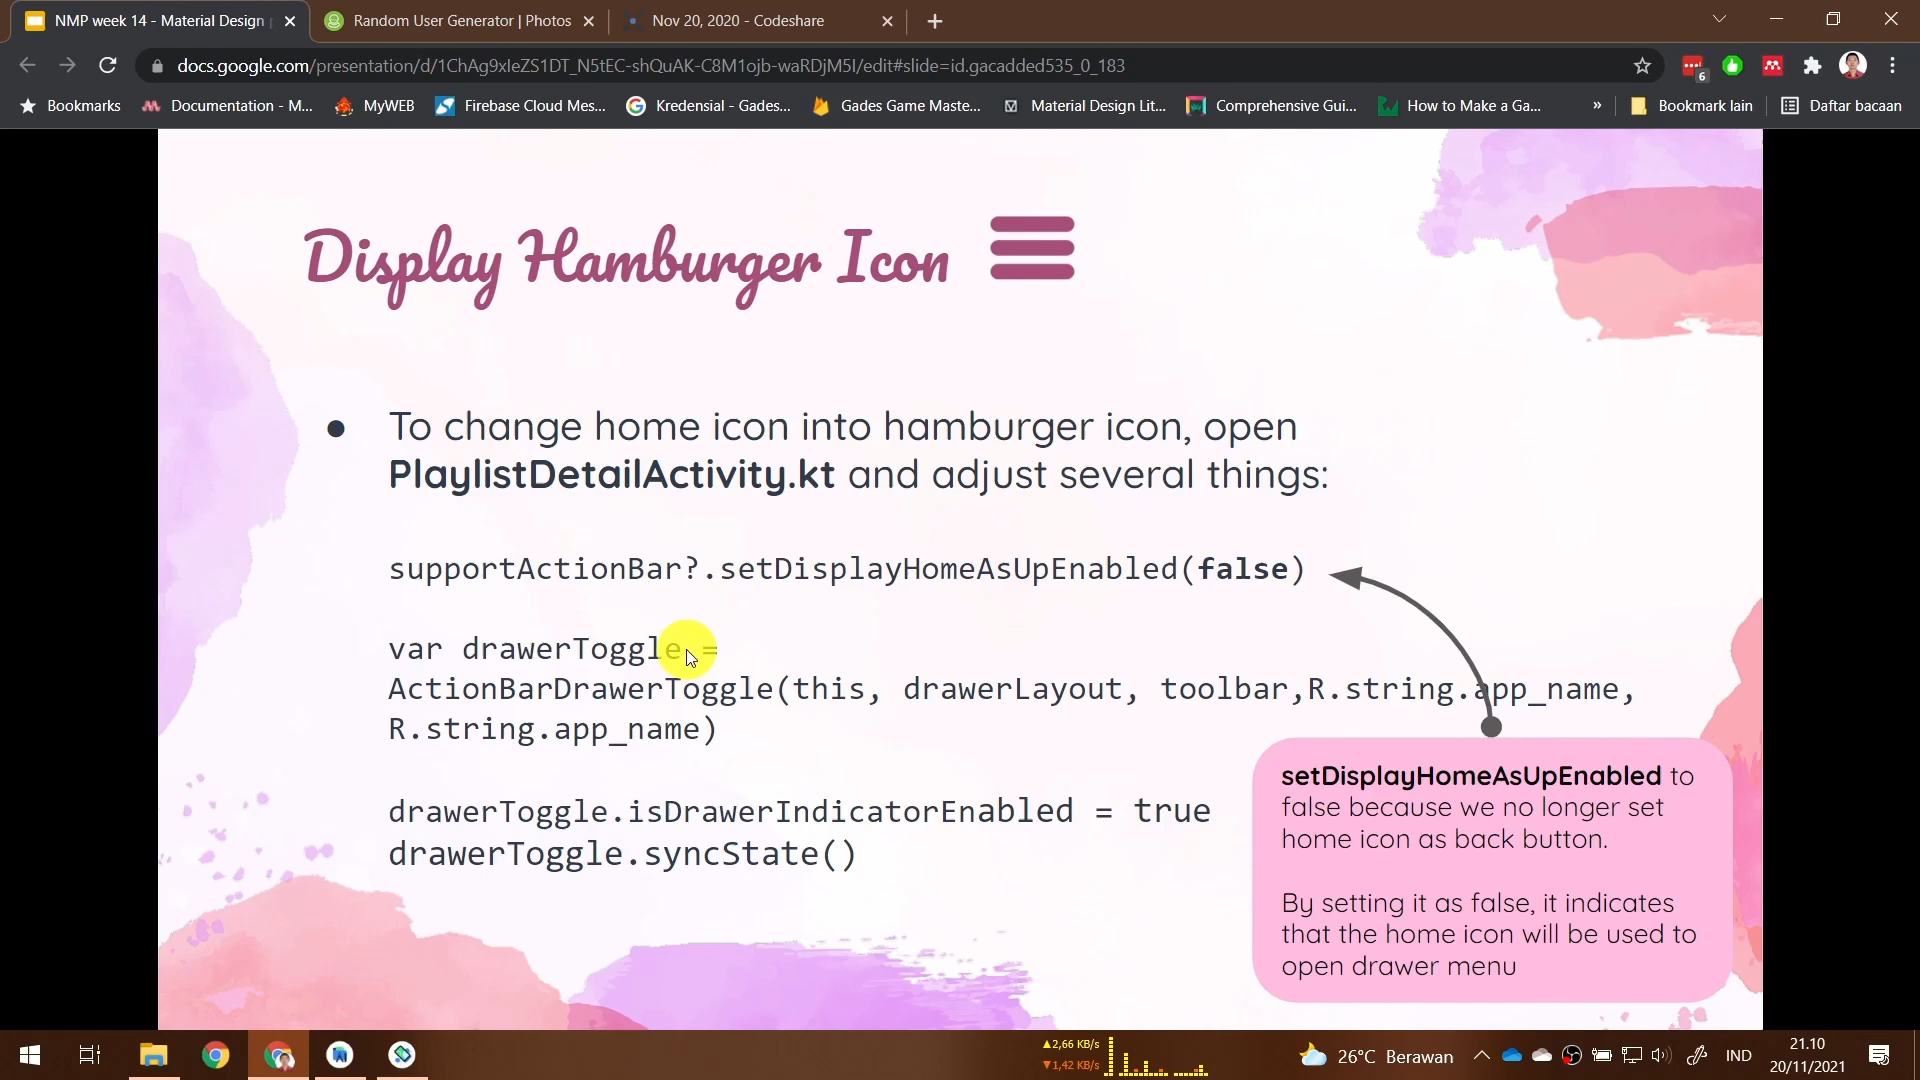 NMP week 14 - Material Design
Random User Generator | Photos
Nov 20, 2020 - Codeshare
docs.google.com/presentation/d/1ChAg9xIeZS1DT_N5tEC-shQuAK-C8M1ojb-waRDjM5I/edit#slide=id.gacadded535_0_183
6
Bookmarks
Documentation - M...
MyWEB
Firebase Cloud Mes...
Kredensial - Gades...
Gades Game Maste...
Material Design Lit...
Comprehensive Gui...
How to Make a Ga...
»
Bookmark lain
Daftar bacaan
Display Hamburger Icon
● To change home icon into hamburger icon, open
PlaylistDetailActivity.kt and adjust several things:
supportActionBar?.setDisplayHomeAsUpEnabled(false)
var drawerToggle =
ActionBarDrawerToggle(this, drawerLayout, toolbar,R.string.app_name,
R.string.app_name)
drawerToggle.isDrawerIndicatorEnabled = true
drawerToggle.syncState()
setDisplayHomeAsUpEnabled to
false because we no longer set
home icon as back button.
By setting it as false, it indicates
that the home icon will be used to
open drawer menu
2,66 KB/s
1,42 KB/s
26°C Berawan
IND
21.10
20/11/2021